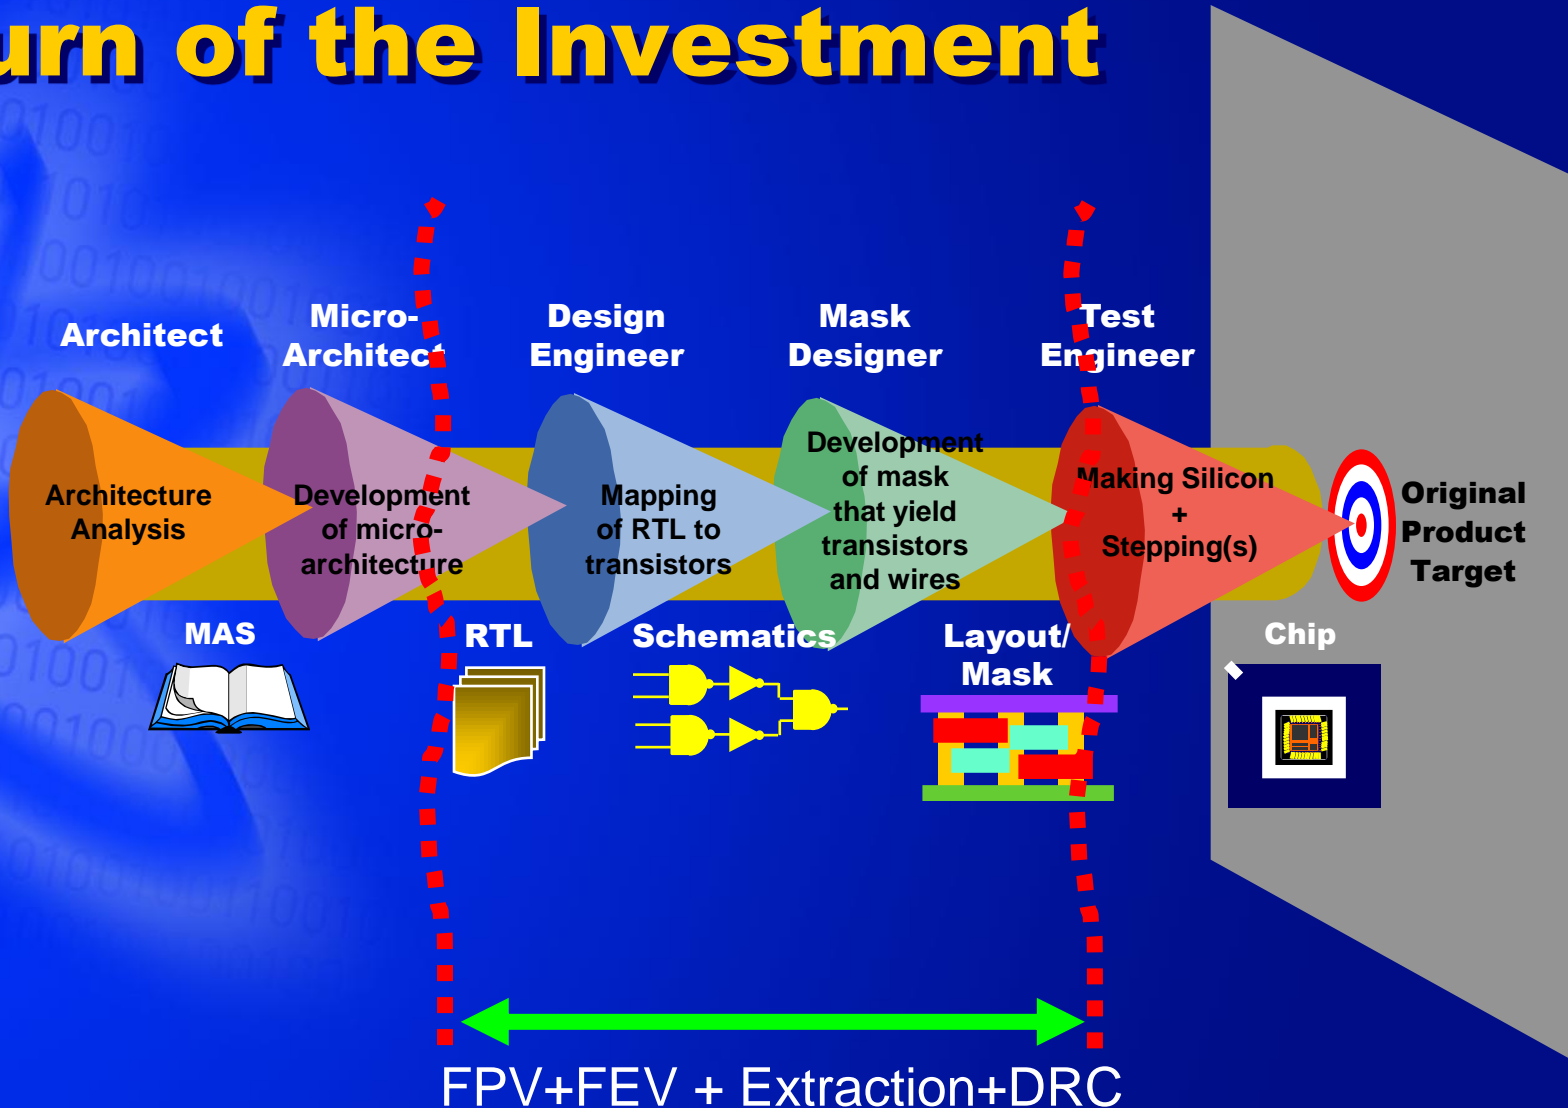 urn of the Investment
Architect
Micro-
Architect
Design
Engineer
Mask
Designer
Test
Engineer
Architecture
Analysis
Development
of micro-
architecture
Mapping
of RTL to
transistors
Development
of mask
that yield
transistors
and wires
Making Silicon
+
Stepping(s)
Original
Product
Target
MAS
RTL
Schematics
Layout/
Mask
Chip
FPV+FEV + Extraction+DRC